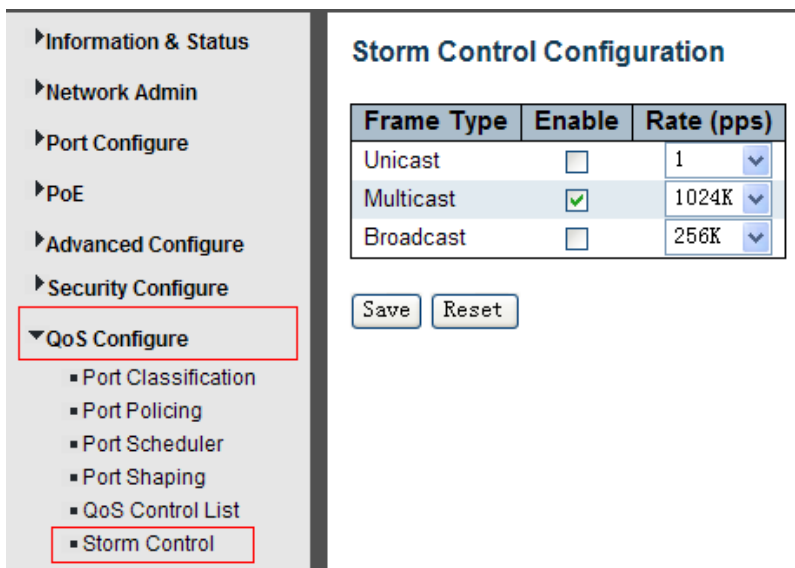 Information & Status
Network Admin
Port Configure
PoE
Advanced Configure
Security Configure
QoS Configure
Port Classification
Port Policing
Port Scheduler
Port Shaping
QoS Control List
Storm Control
Storm Control Configuration
Frame Type Enable Rate (pps)
Unicast 1
Multicast 1024K
Broadcast 256K
Save Reset